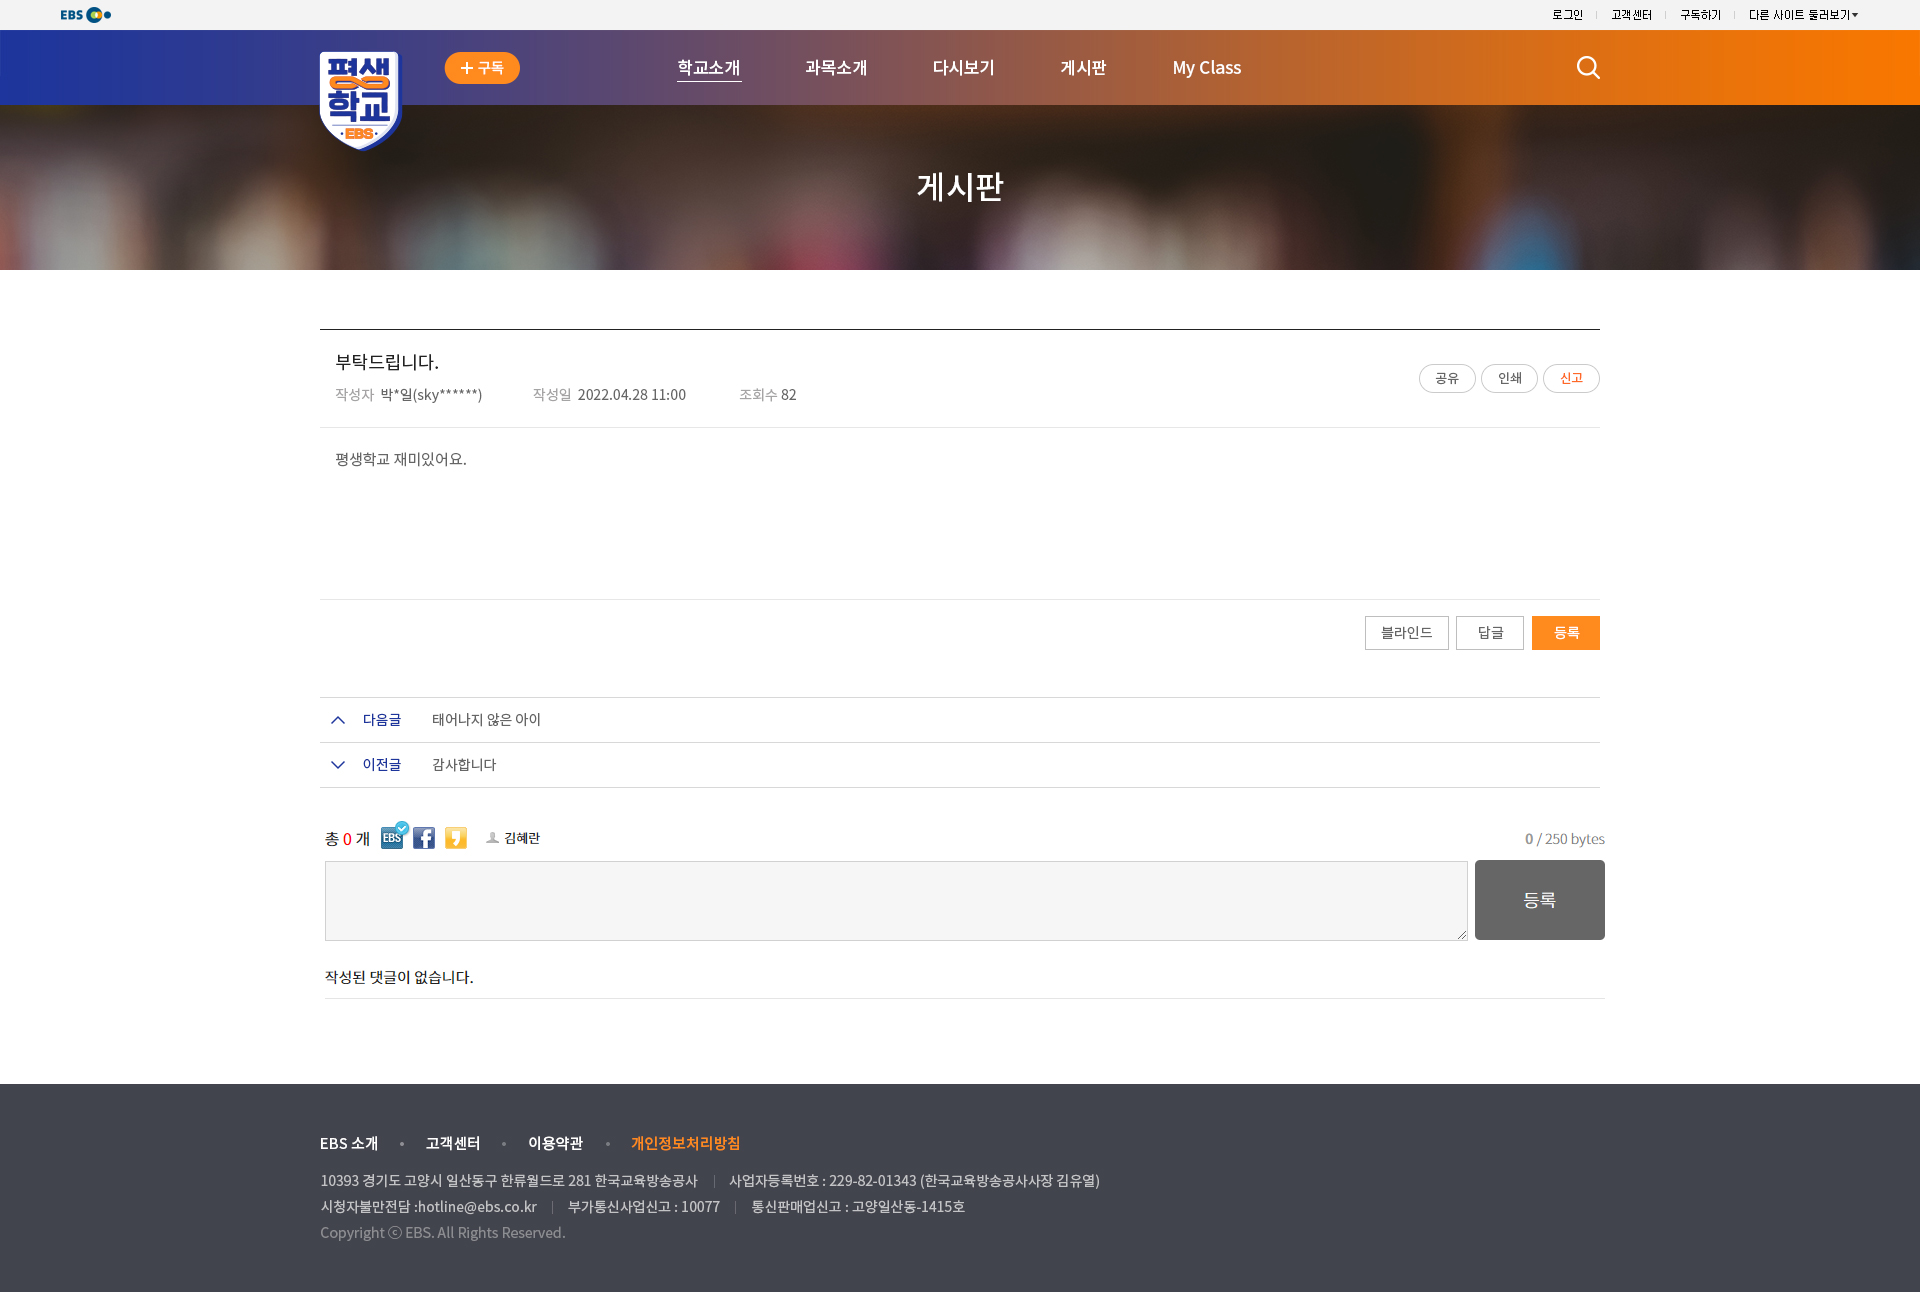 EBS
로그인
고객센터
구독하기
다른 사이트 둘러보기
평생
학교
EBS
+ 구독
학교소개
과목소개
다시보기
게시판
My Class
게시판
부탁드립니다.
작성자 박*일(sky******)
작성일 2022.04.28 11:00
조회수 82
공유
인쇄
신고
평생학교 재미있어요.
블라인드
답글
등록
다음글 태어나지 않은 아이
이전글 감사합니다
총 0 개
EBS
f
김혜란
0 / 250 bytes
등록
작성된 댓글이 없습니다.
EBS 소개 • 고객센터 • 이용약관 • 개인정보처리방침
10393 경기도 고양시 일산동구 한류월드로 281 한국교육방송공사 | 사업자등록번호 : 229-82-01343 (한국교육방송공사사장 김유열)
시청자불만전담 :hotline@ebs.co.kr | 부가통신사업신고 : 10077 | 통신판매업신고 : 고양일산동-1415호
Copyright ⓒ EBS. All Rights Reserved.